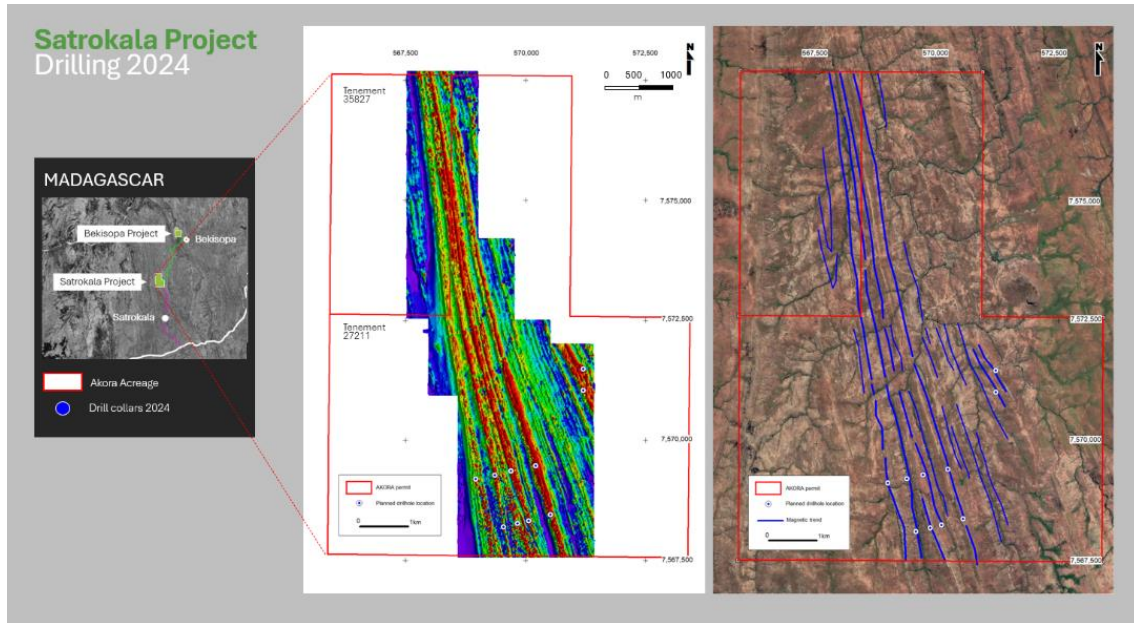 Satrokala Project
Drilling 2024
MADAGASCAR
Bekisopa Project
Bekisopa
Satrokala Project
Satrokala
Akora Acreage
Drill collars 2024
567,500
570,000
572,500
N
0 500 1000
m
Tenement
35827
7,575,000
7,572,500
Tenement
27211
7,570,000
AKORA permit
Planned drillhole location
0 1km
7,567,500
567,500
570,000
572,500
N
7,575,000
7,572,500
7,570,000
AKORA permit
Planned drillhole location
Magnetic trend
0 1km
7,567,500